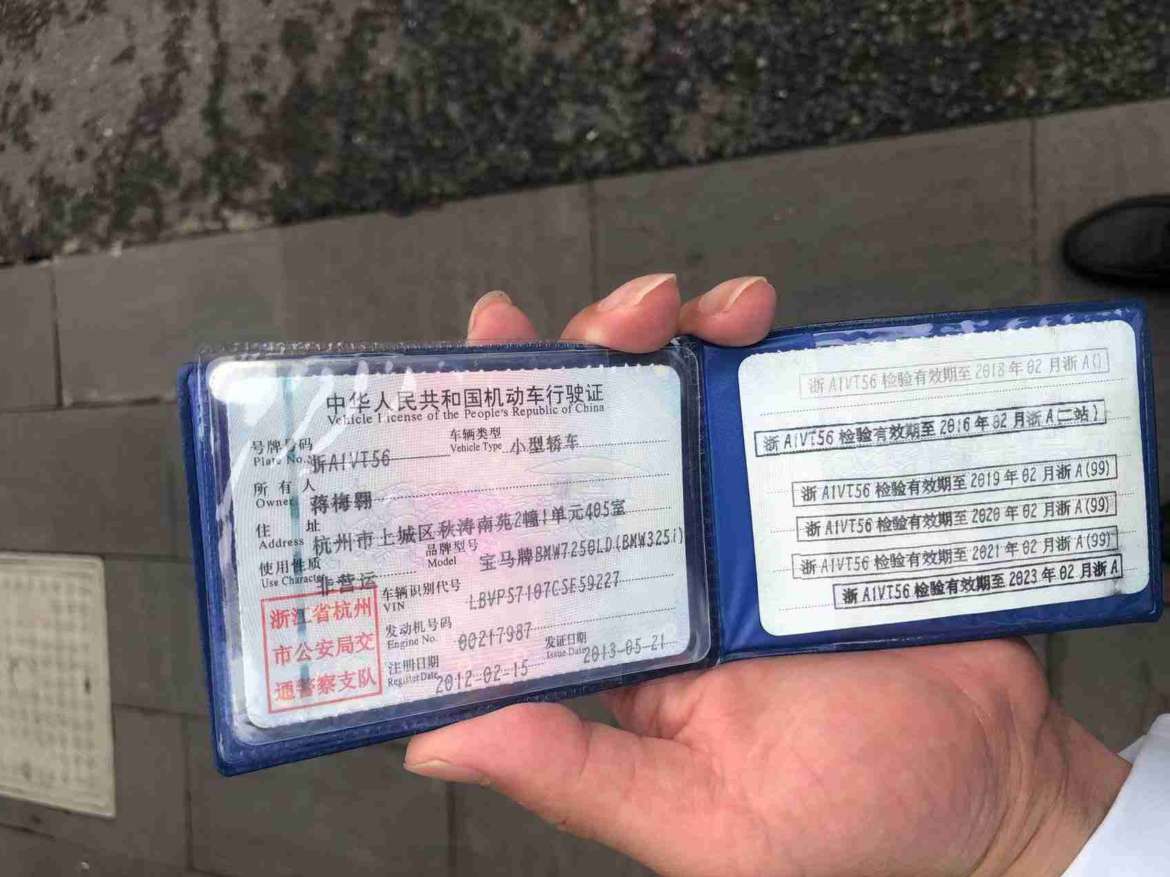 中华人民共和国机动车行驶证
Vehicle License of the People's Republic of China
号牌号码 Plate No. 浙A1VT56 车辆类型 Vehicle Type 小型轿车
所有人 Owner 蒋梅翱
住址 Address 杭州市上城区秋涛南苑2幢1单元405室
使用性质 Use Character 非营运 品牌型号 Model 宝马牌BMW7250LD(BMW325i)
车辆识别代号 VIN LBVPS7107CSE59227
发动机号码 Engine No. 00217987
注册日期 Register Date 2012-02-15 发证日期 Issue Date 2013-05-21
浙江省杭州
市公安局交
通警察支队
浙A1VT56 检验有效期至 2018年02月浙A()
浙A1VT56 检验有效期至 2016年02月浙A(二站)
浙A1VT56 检验有效期至 2019年02月浙A(99)
浙A1VT56 检验有效期至 2020年02月浙A(99)
浙A1VT56 检验有效期至 2021年02月浙A(99)
浙A1VT56 检验有效期至 2023年02月浙A